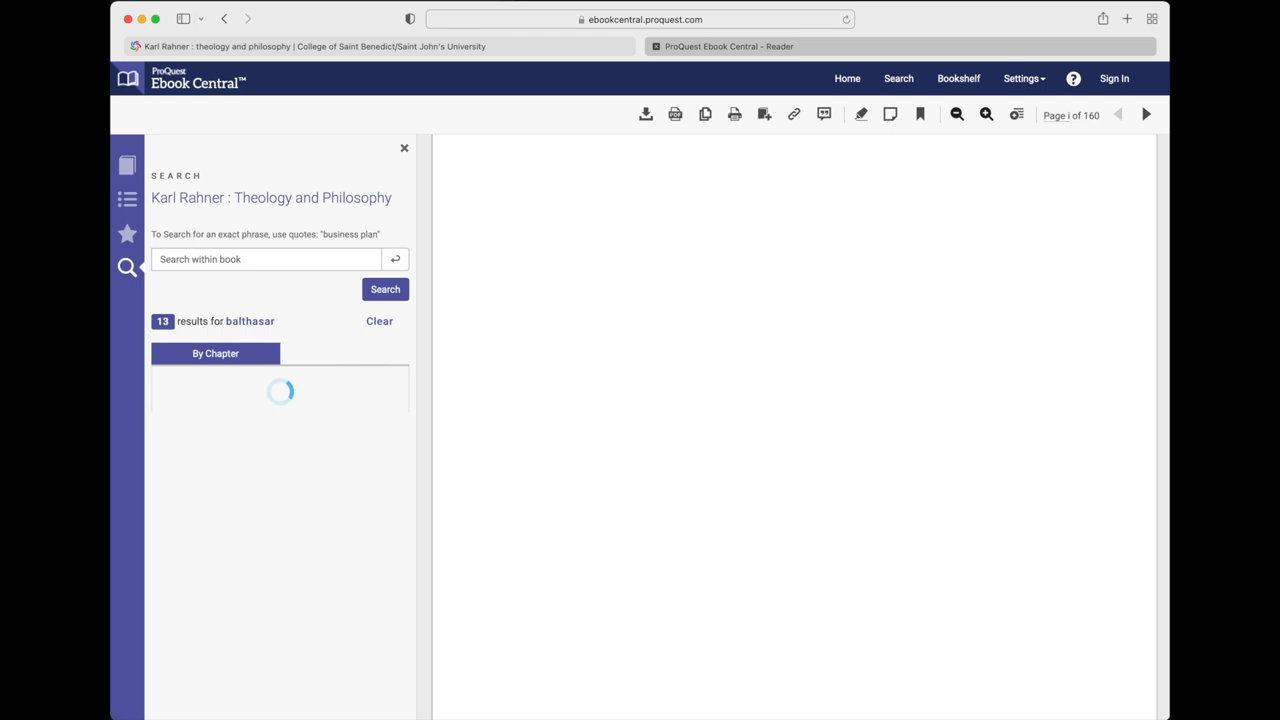 ebookcentral.proquest.com
Karl Rahner : theology and philosophy | College of Saint Benedict/Saint John's University
ProQuest Ebook Central - Reader
ProQuest
Ebook Central™
Home
Search
Bookshelf
Settings
?
Sign In
PDF
Page i of 160
SEARCH
Karl Rahner : Theology and Philosophy
To Search for an exact phrase, use quotes: "business plan"
Search within book
Search
13 results for balthasar
Clear
By Chapter